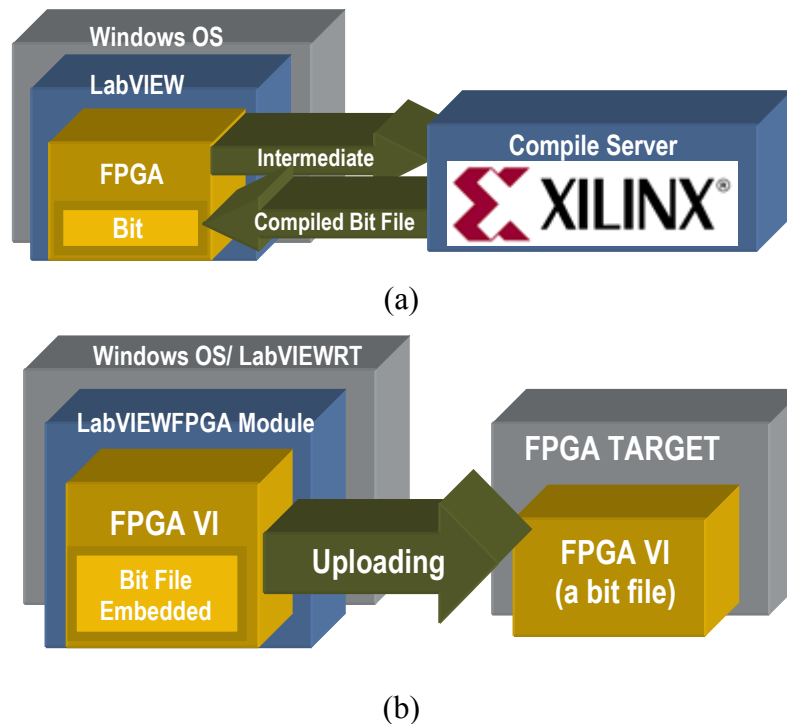 Windows OS
LabVIEW
FPGA
Bit
Intermediate
Compiled Bit File
Compile Server
XILINX®
(a)
Windows OS/ LabVIEWRT
LabVIEWFPGA Module
FPGA VI
Bit File
Embedded
Uploading
FPGA TARGET
FPGA VI
(a bit file)
(b)